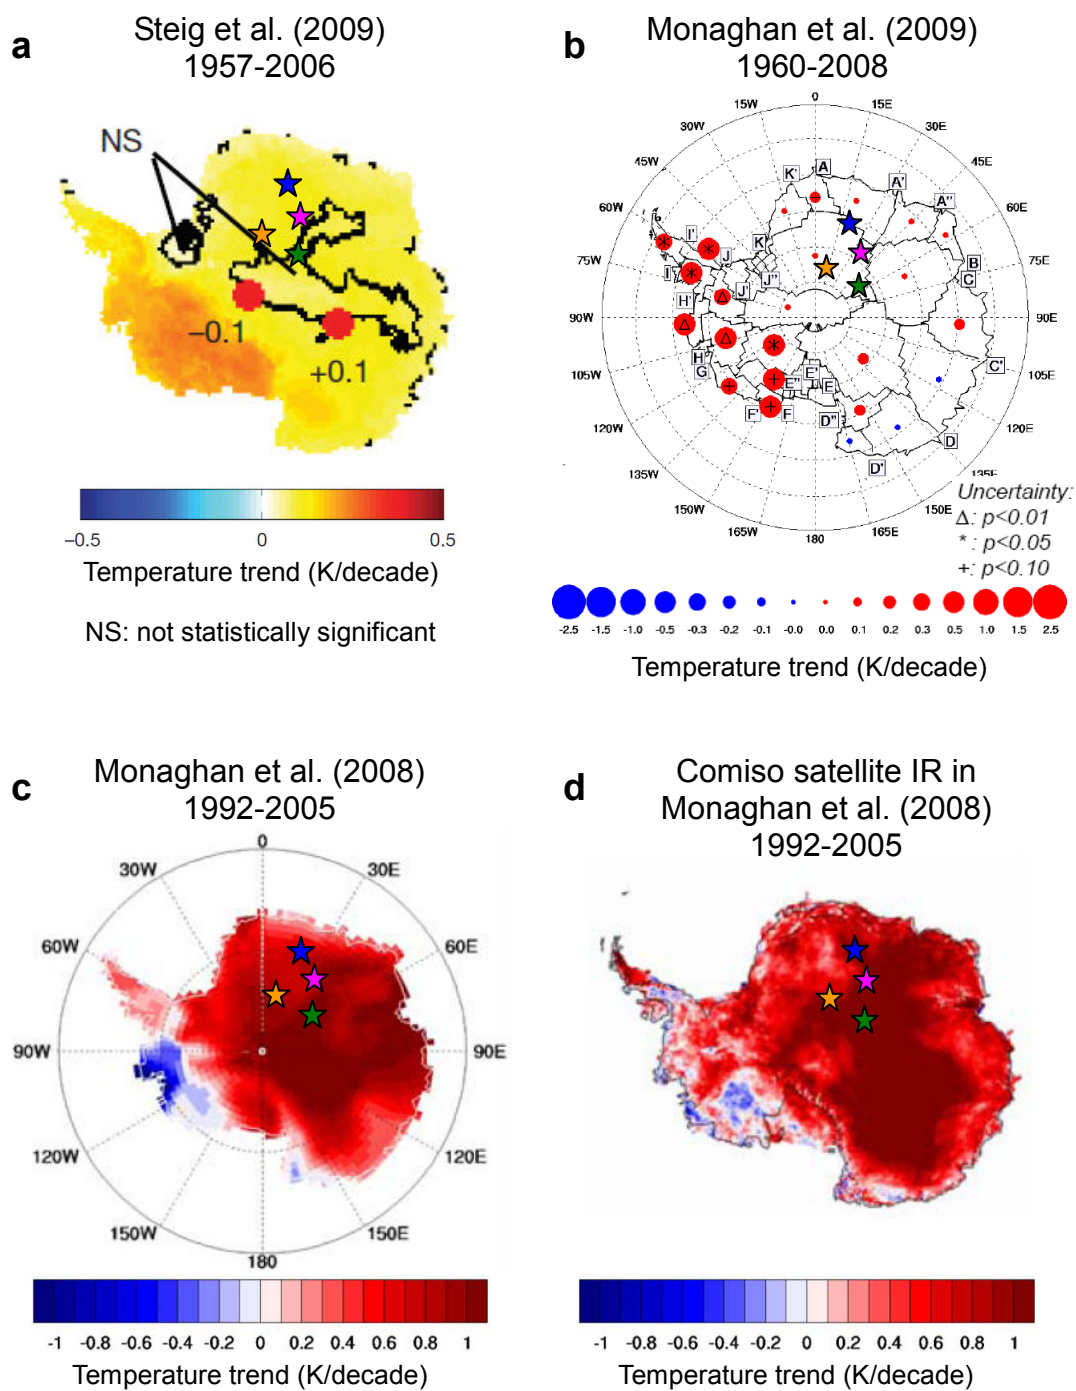 a
Steig et al. (2009)
1957-2006
NS
−0.1
+0.1
−0.5
0
0.5
Temperature trend (K/decade)
NS: not statistically significant
b
Monaghan et al. (2009)
1960-2008
0
15W
15E
30W
30E
45W
45E
60W
60E
75W
75E
90W
90E
105W
105E
120W
120E
135W
135E
150W
150E
165W
165E
180
A
K'
A'
A''
I'
J
K
B
I
J'
J''
C
H'
C'
H
G
E''
E'
E
F'
F
D''
D
D'
Uncertainty:
Δ: p<0.01
* : p<0.05
+: p<0.10
-2.5 -1.5 -1.0 -0.5 -0.3 -0.2 -0.1 -0.0 0.0 0.1 0.2 0.3 0.5 1.0 1.5 2.5
Temperature trend (K/decade)
c
Monaghan et al. (2008)
1992-2005
0
30W
30E
60W
60E
90W
90E
120W
120E
150W
150E
180
-1 -0.8 -0.6 -0.4 -0.2 0 0.2 0.4 0.6 0.8 1
Temperature trend (K/decade)
d
Comiso satellite IR in
Monaghan et al. (2008)
1992-2005
-1 -0.8 -0.6 -0.4 -0.2 0 0.2 0.4 0.6 0.8 1
Temperature trend (K/decade)